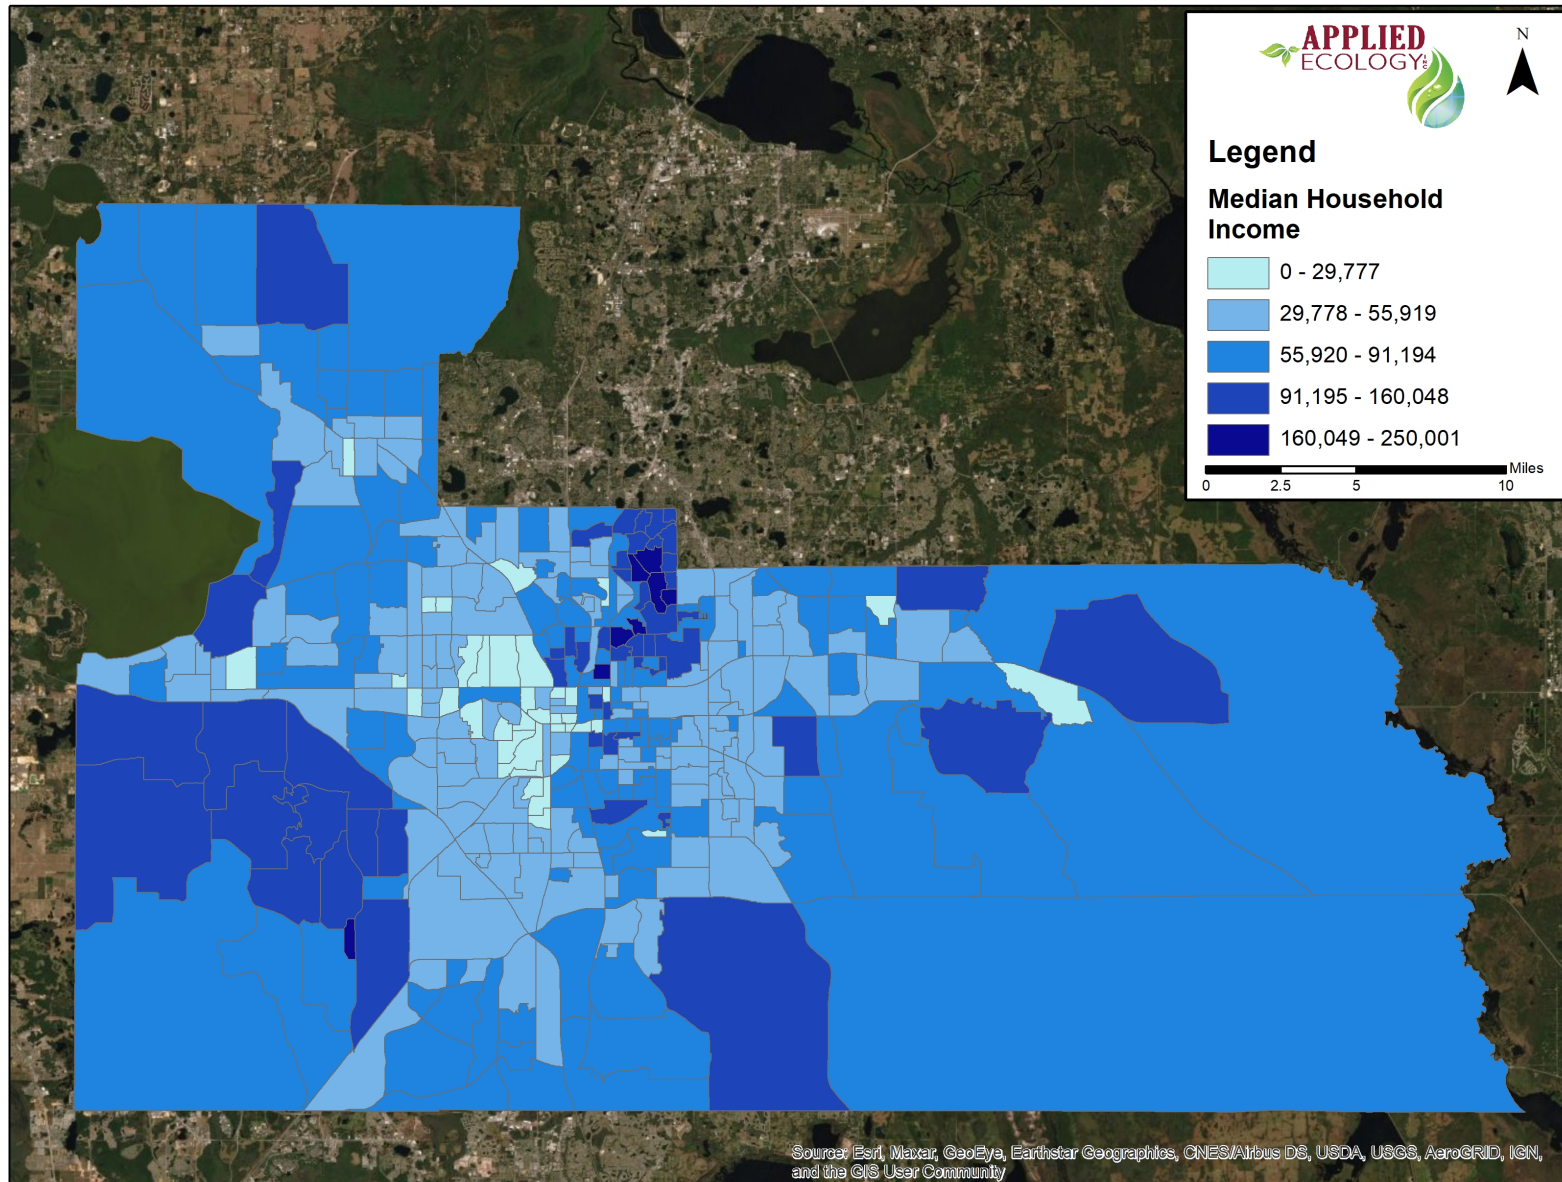 APPLIED
ECOLOGY INC
N
Legend
Median Household
Income
0 - 29,777
29,778 - 55,919
55,920 - 91,194
91,195 - 160,048
160,049 - 250,001
Miles
0 2.5 5 10
Source: Esri, Maxar, GeoEye, Earthstar Geographics, CNES/Airbus DS, USDA, USGS, AeroGRID, IGN,
and the GIS User Community